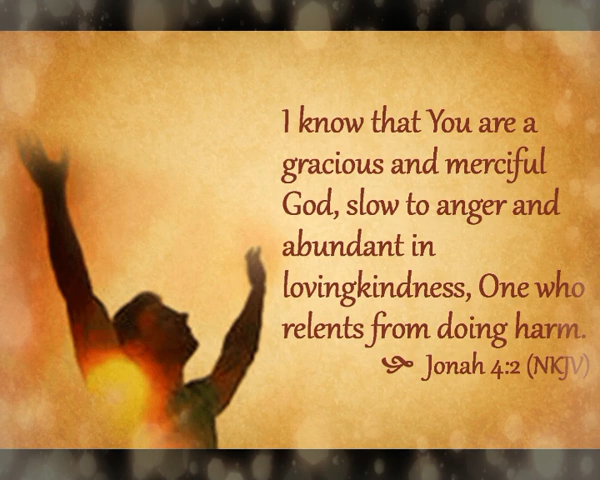 I know that You are a
gracious and merciful
God, slow to anger and
abundant in
lovingkindness, One who
relents from doing harm.
Jonah 4:2 (NKJV)